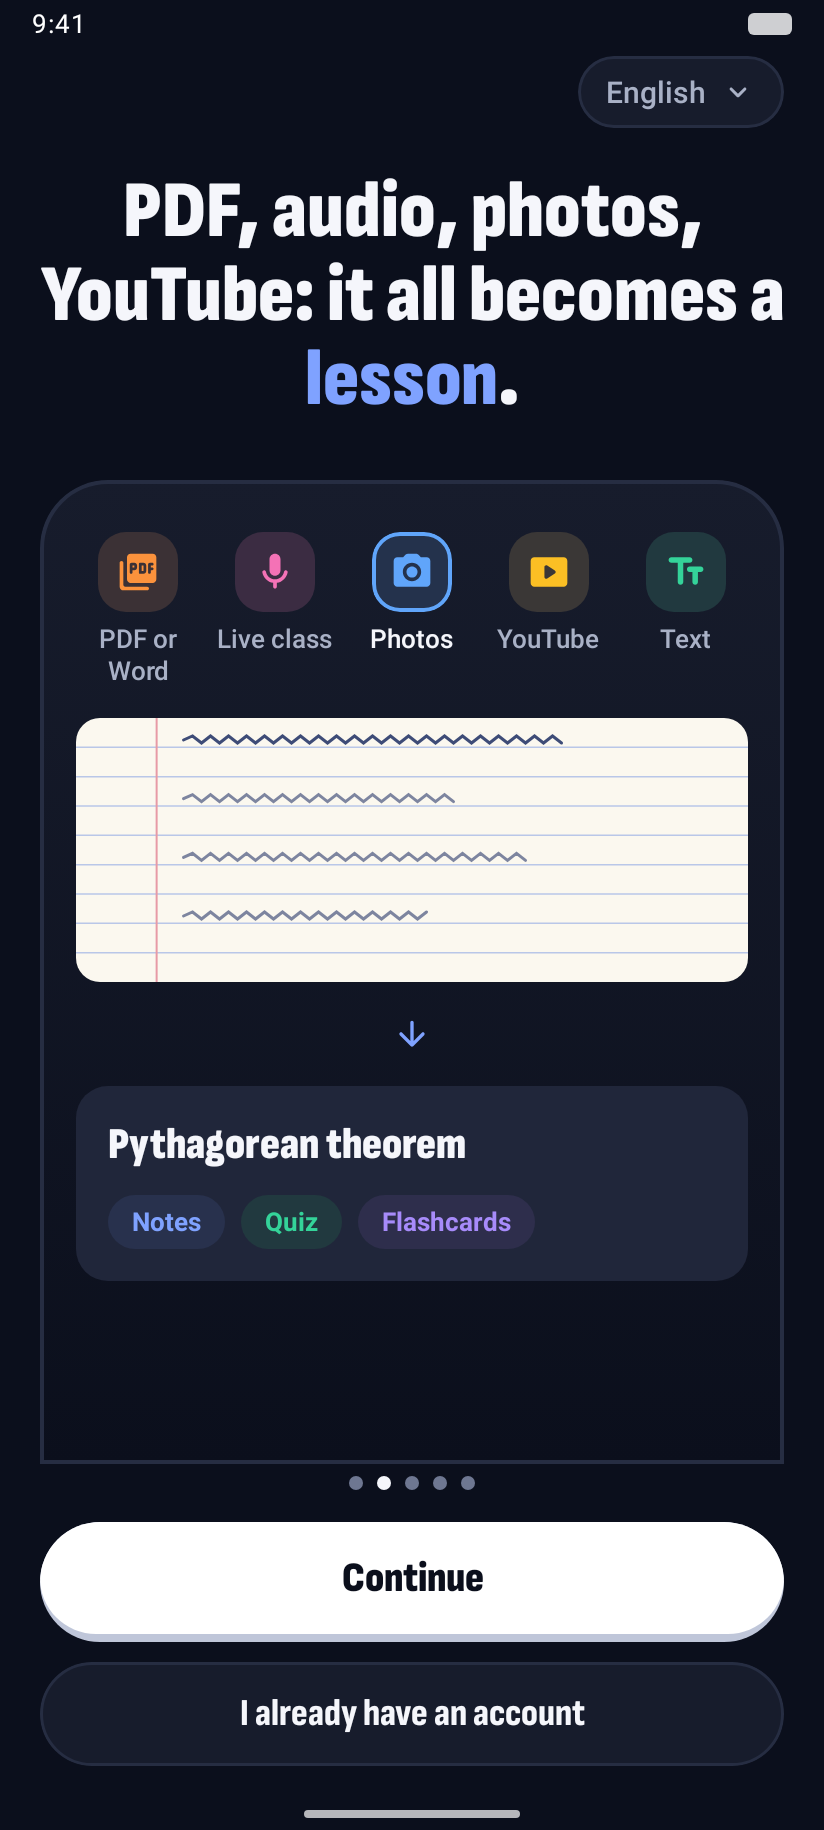 9:41
English
PDF, audio, photos,
YouTube: it all becomes a
lesson.
PDF
PDF or
Word
Live class
Photos
YouTube
Tt
Text
Pythagorean theorem
Notes
Quiz
Flashcards
Continue
I already have an account